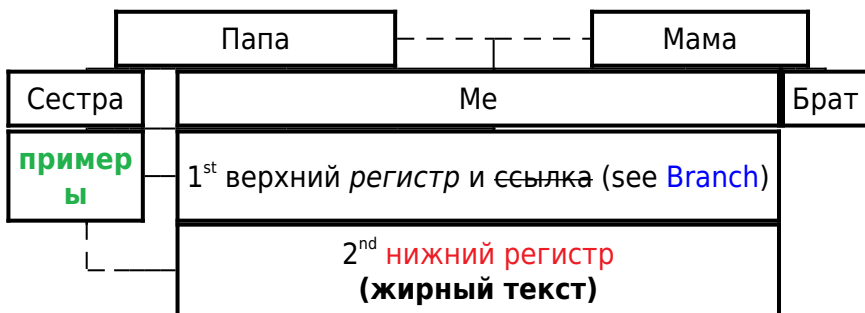 Папа
Мама
Сестра
Me
Брат
пример
ы
1st верхний регистр и ссылка (see Branch)
2nd нижний регистр
(жирный текст)